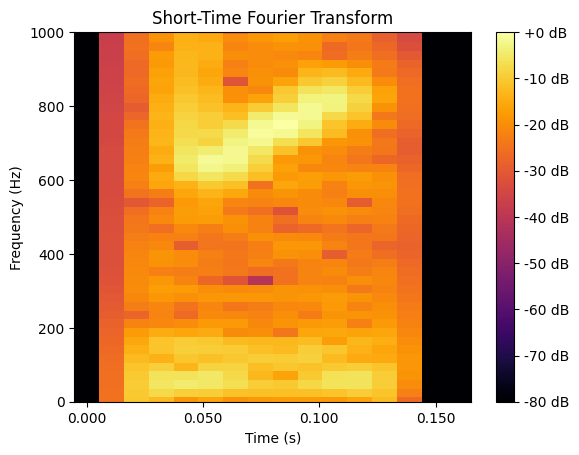 Short-Time Fourier Transform
Frequency (Hz)
1000
800
600
400
200
0
0.000
0.050
0.100
0.150
Time (s)
+0 dB
-10 dB
-20 dB
-30 dB
-40 dB
-50 dB
-60 dB
-70 dB
-80 dB